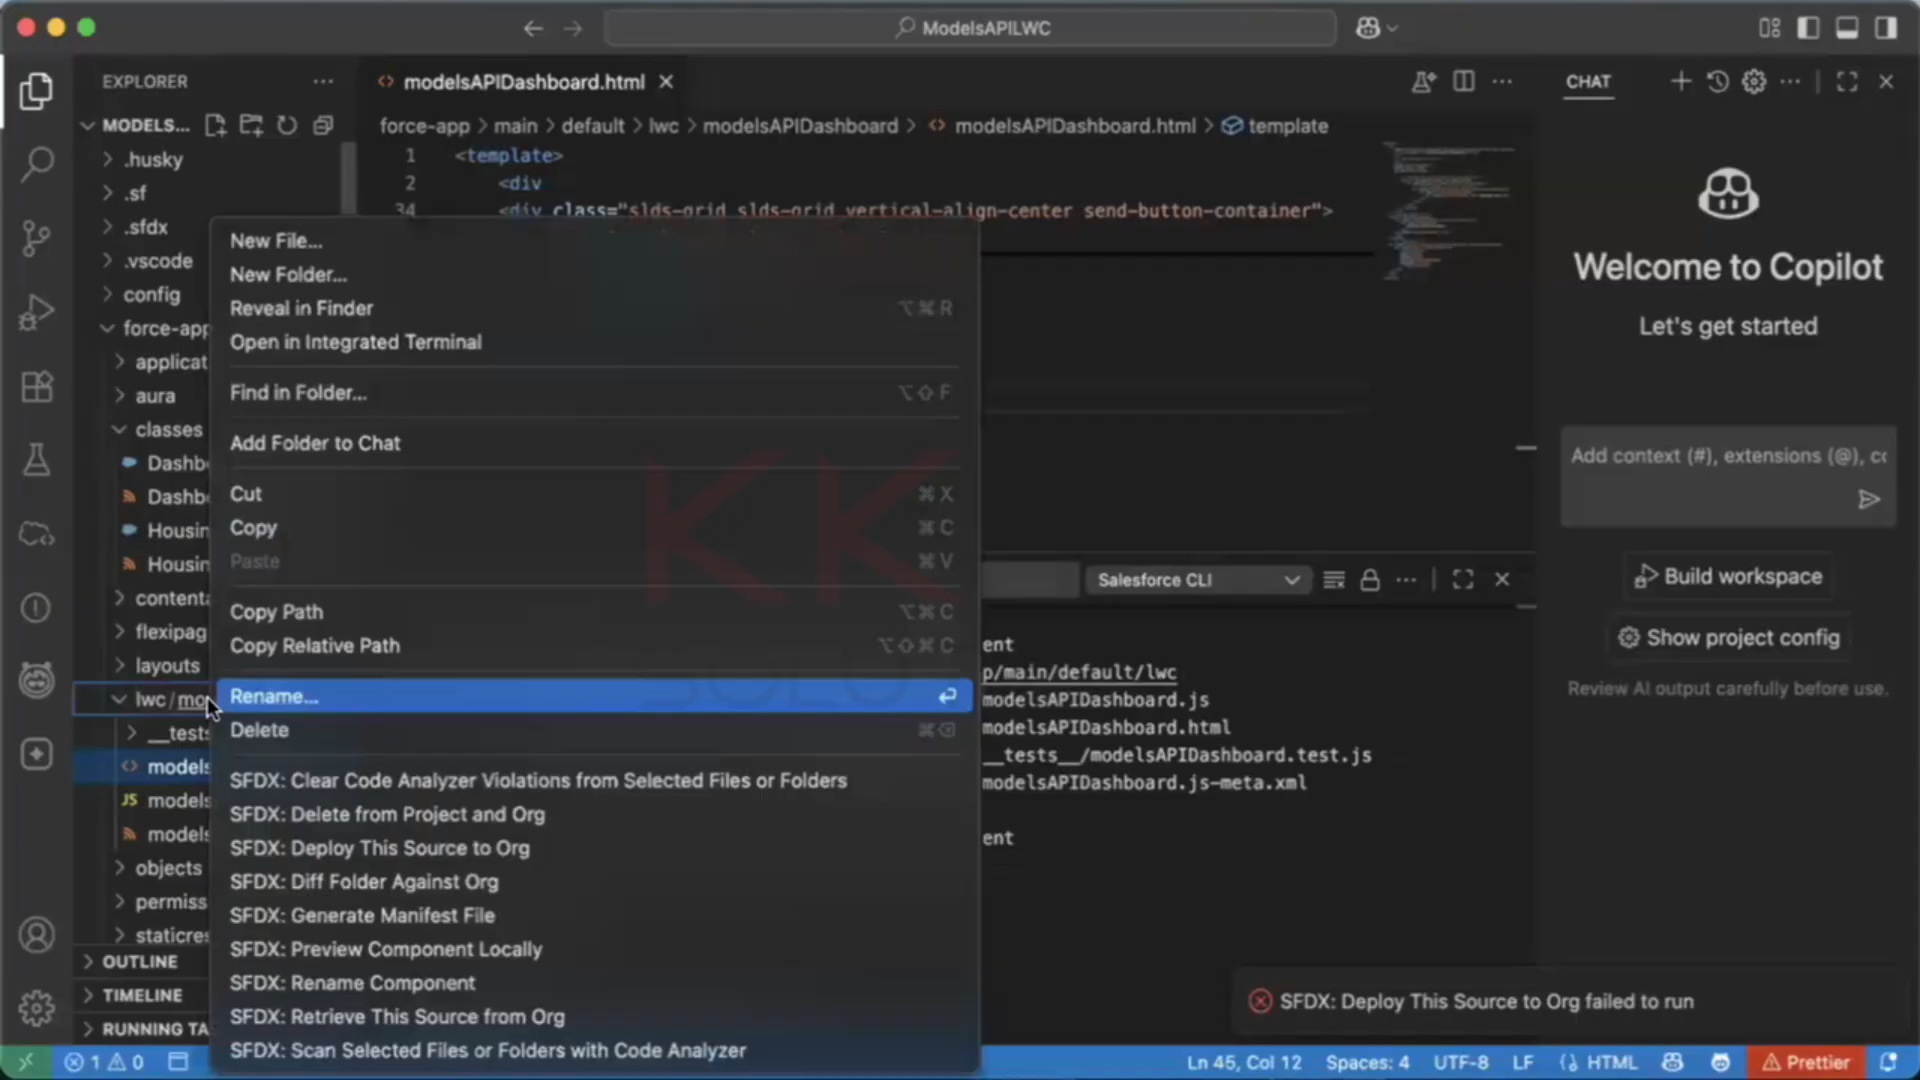 ModelsAPILWC
EXPLORER
modelsAPIDashboard.html
CHAT
MODELS...
force-app > main > default > lwc > modelsAPIDashboard > modelsAPIDashboard.html > template
.husky
.sf
.sfdx
.vscode
config
force-app
applicat
aura
classes
Dashb
Dashb
Housin
Housin
contenta
flexipag
layouts
lwc / mo
__tests
models
JS models
models
objects
permiss
staticres
OUTLINE
TIMELINE
RUNNING TA
1 <template>
2 <div
34 <div class="slds-grid slds-grid_vertical-align-center send-button-container">
New File...
New Folder...
Reveal in Finder ⌥⌘R
Open in Integrated Terminal
Find in Folder... ⌥⇧F
Add Folder to Chat
Cut ⌘X
Copy ⌘C
Paste ⌘V
Copy Path ⌥⌘C
Copy Relative Path ⌥⇧⌘C
Rename...
Delete ⌘⌫
SFDX: Clear Code Analyzer Violations from Selected Files or Folders
SFDX: Delete from Project and Org
SFDX: Deploy This Source to Org
SFDX: Diff Folder Against Org
SFDX: Generate Manifest File
SFDX: Preview Component Locally
SFDX: Rename Component
SFDX: Retrieve This Source from Org
SFDX: Scan Selected Files or Folders with Code Analyzer
KK
SOLU
Salesforce CLI
ent
p/main/default/lwc
modelsAPIDashboard.js
modelsAPIDashboard.html
__tests__/modelsAPIDashboard.test.js
modelsAPIDashboard.js-meta.xml
ent
Welcome to Copilot
Let's get started
Add context (#), extensions (@), co
Build workspace
Show project config
Review AI output carefully before use.
SFDX: Deploy This Source to Org failed to run
1 0
Ln 45, Col 12 Spaces: 4 UTF-8 LF HTML Prettier